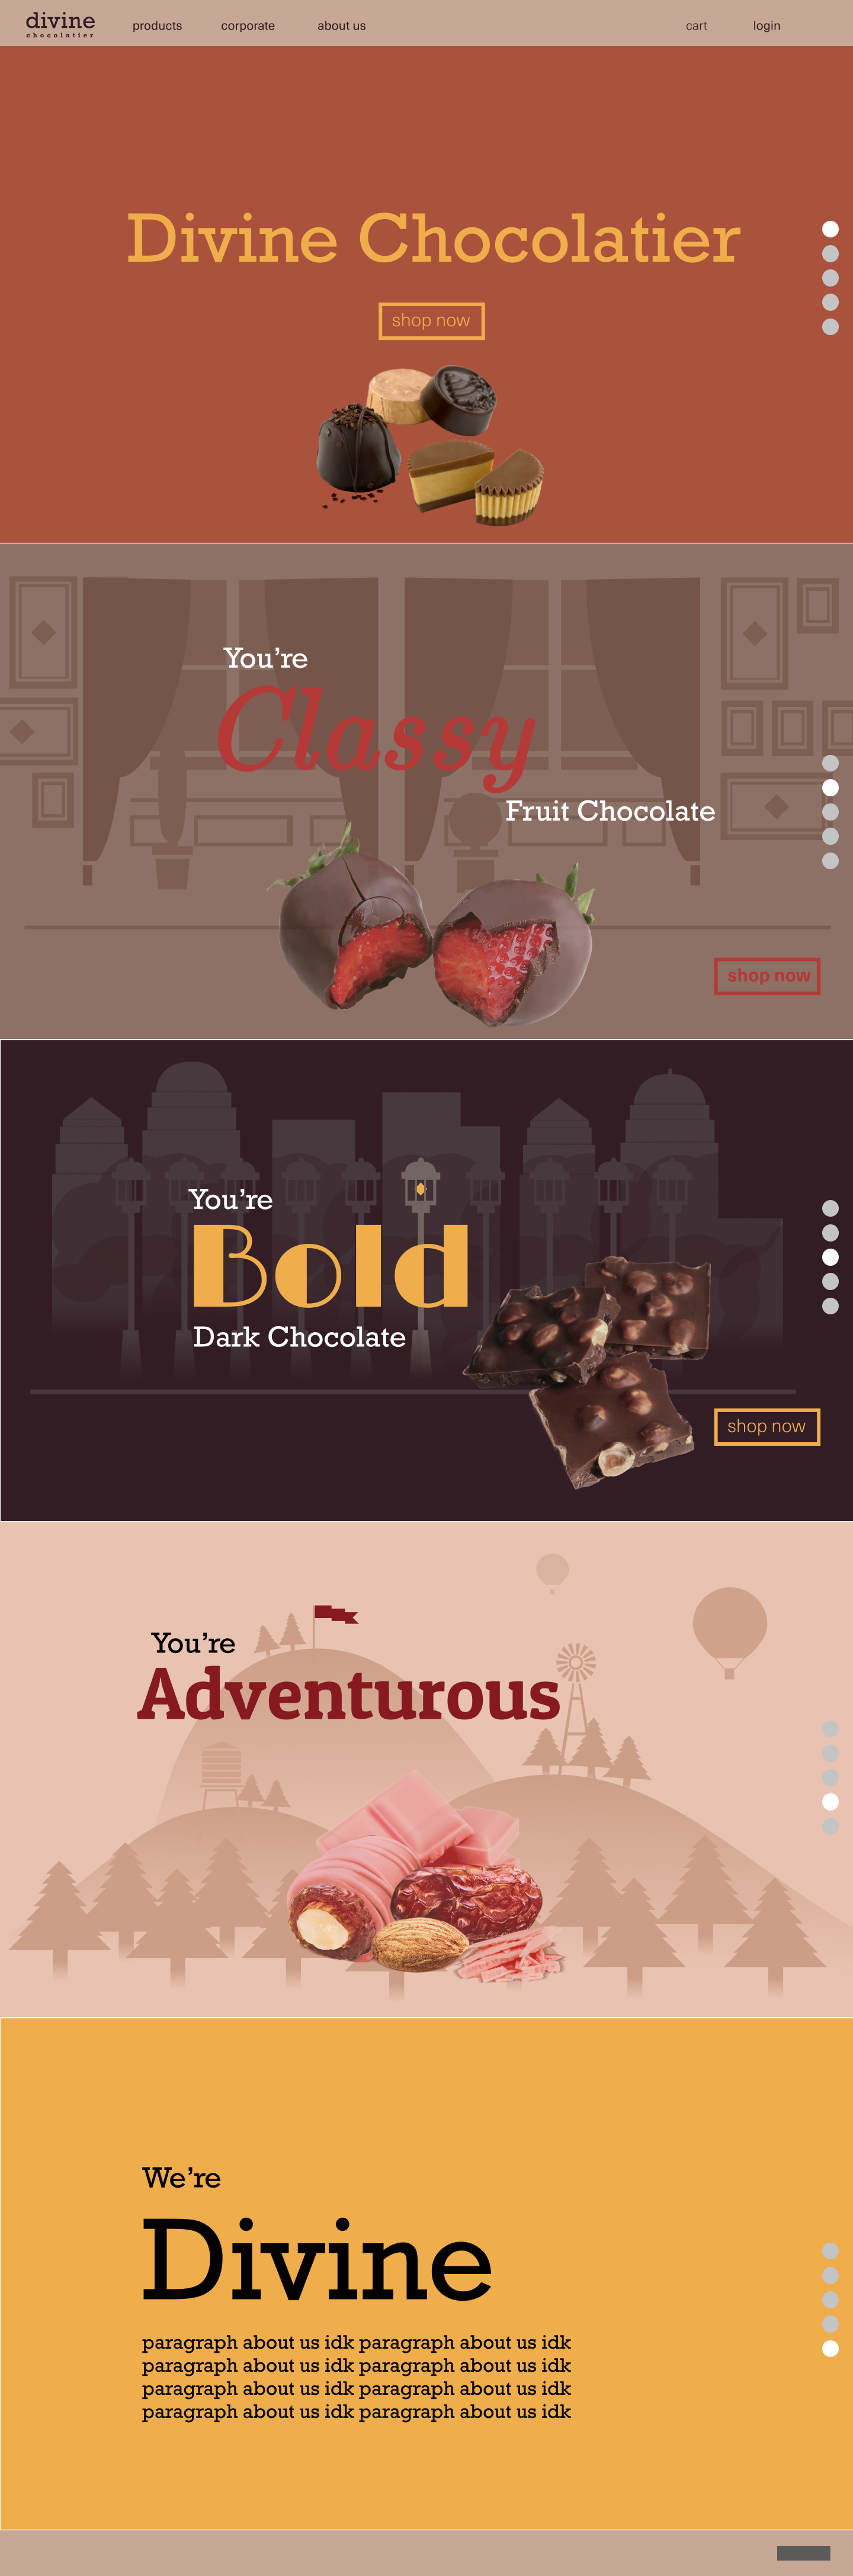 divine
chocolatier
products corporate about us cart login
Divine Chocolatier
shop now
You're
Classy
Fruit Chocolate
shop now
You're
Bold
Dark Chocolate
shop now
You're
Adventurous
We're
Divine
paragraph about us idk paragraph about us idk
paragraph about us idk paragraph about us idk
paragraph about us idk paragraph about us idk
paragraph about us idk paragraph about us idk